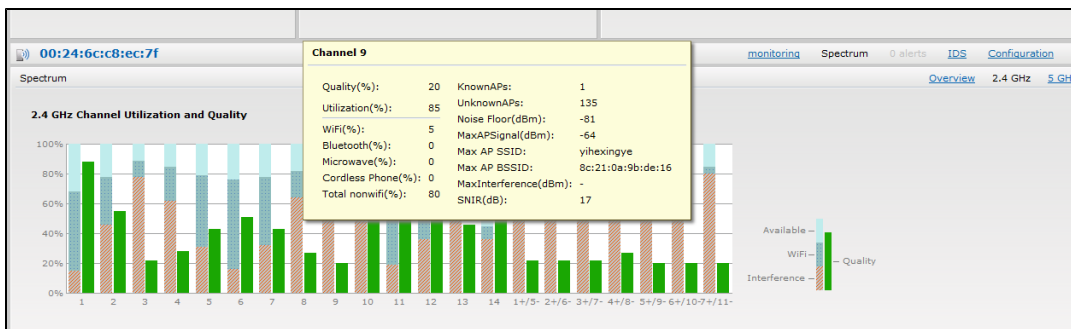 00:24:6c:c8:ec:7f
monitoring Spectrum 0 alerts IDS Configuration
Spectrum
Overview 2.4 GHz 5 GH
Channel 9
Quality(%): 20
Utilization(%): 85
WiFi(%): 5
Bluetooth(%): 0
Microwave(%): 0
Cordless Phone(%): 0
Total nonwifi(%): 80
KnownAPs: 1
UnknownAPs: 135
Noise Floor(dBm): -81
MaxAPSignal(dBm): -64
Max AP SSID: yihexingye
Max AP BSSID: 8c:21:0a:9b:de:16
MaxInterference(dBm): -
SNIR(dB): 17
2.4 GHz Channel Utilization and Quality
100%
80%
60%
40%
20%
0%
1 2 3 4 5 6 7 8 9 10 11 12 13 14 1+/5- 2+/6- 3+/7- 4+/8- 5+/9- 6+/10- 7+/11-
Available
WiFi
Interference
Quality